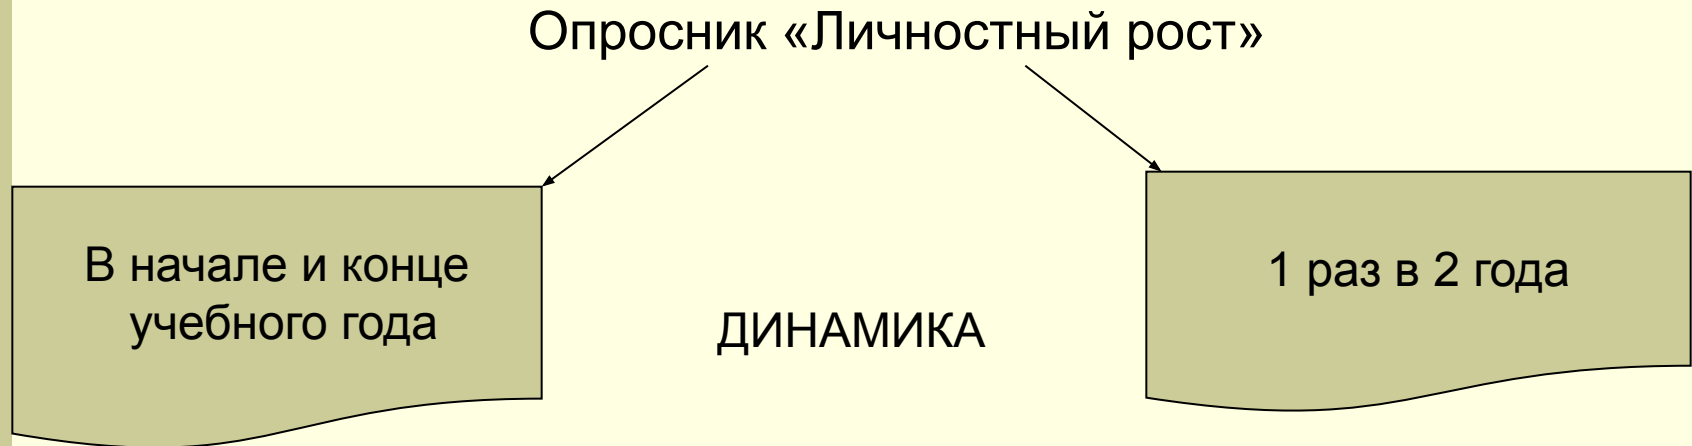 Опросник «Личностный рост»
В начале и конце
учебного года
ДИНАМИКА
1 раз в 2 года